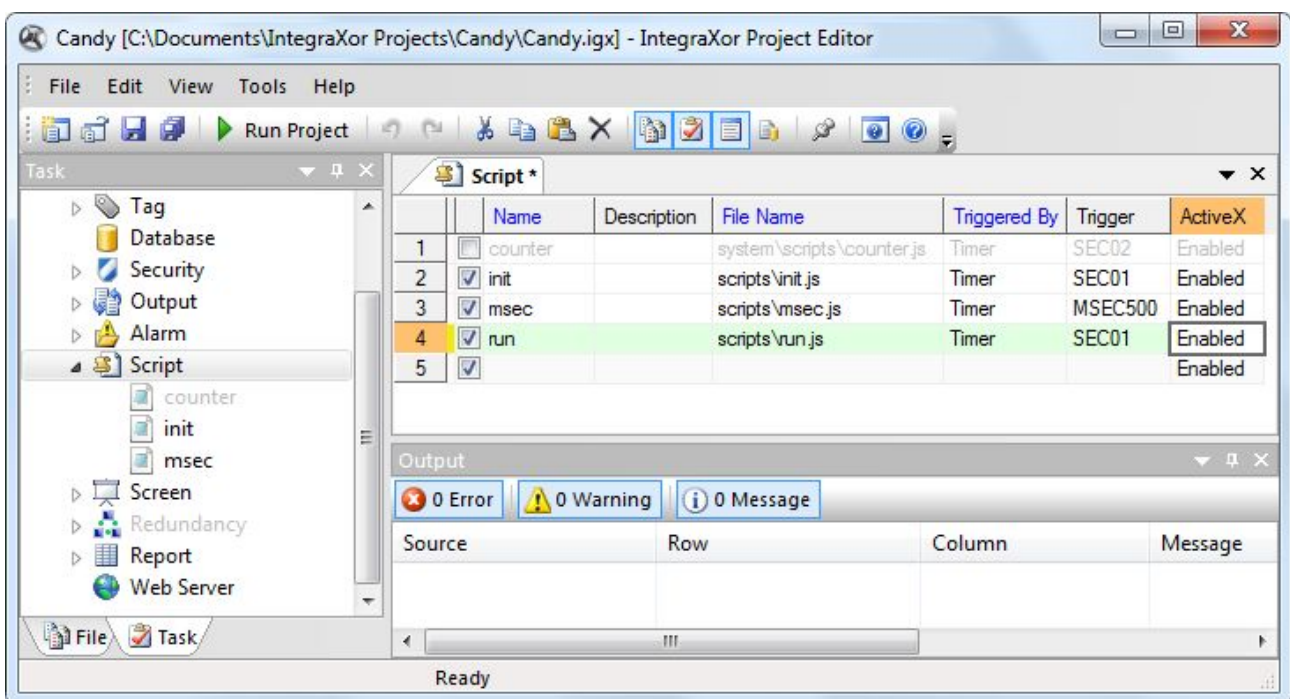 Candy [C:\Documents\IntegraXor Projects\Candy\Candy.igx] - IntegraXor Project Editor
File Edit View Tools Help
Run Project
Task
Tag
Database
Security
Output
Alarm
Script
counter
init
msec
Screen
Redundancy
Report
Web Server
File Task
Script *
Name Description File Name Triggered By Trigger ActiveX
1 counter system\scripts\counter.js Timer SEC02 Enabled
2 init scripts\init.js Timer SEC01 Enabled
3 msec scripts\msec.js Timer MSEC500 Enabled
4 run scripts\run.js Timer SEC01 Enabled
5 Enabled
Output
0 Error 0 Warning 0 Message
Source Row Column Message
Ready